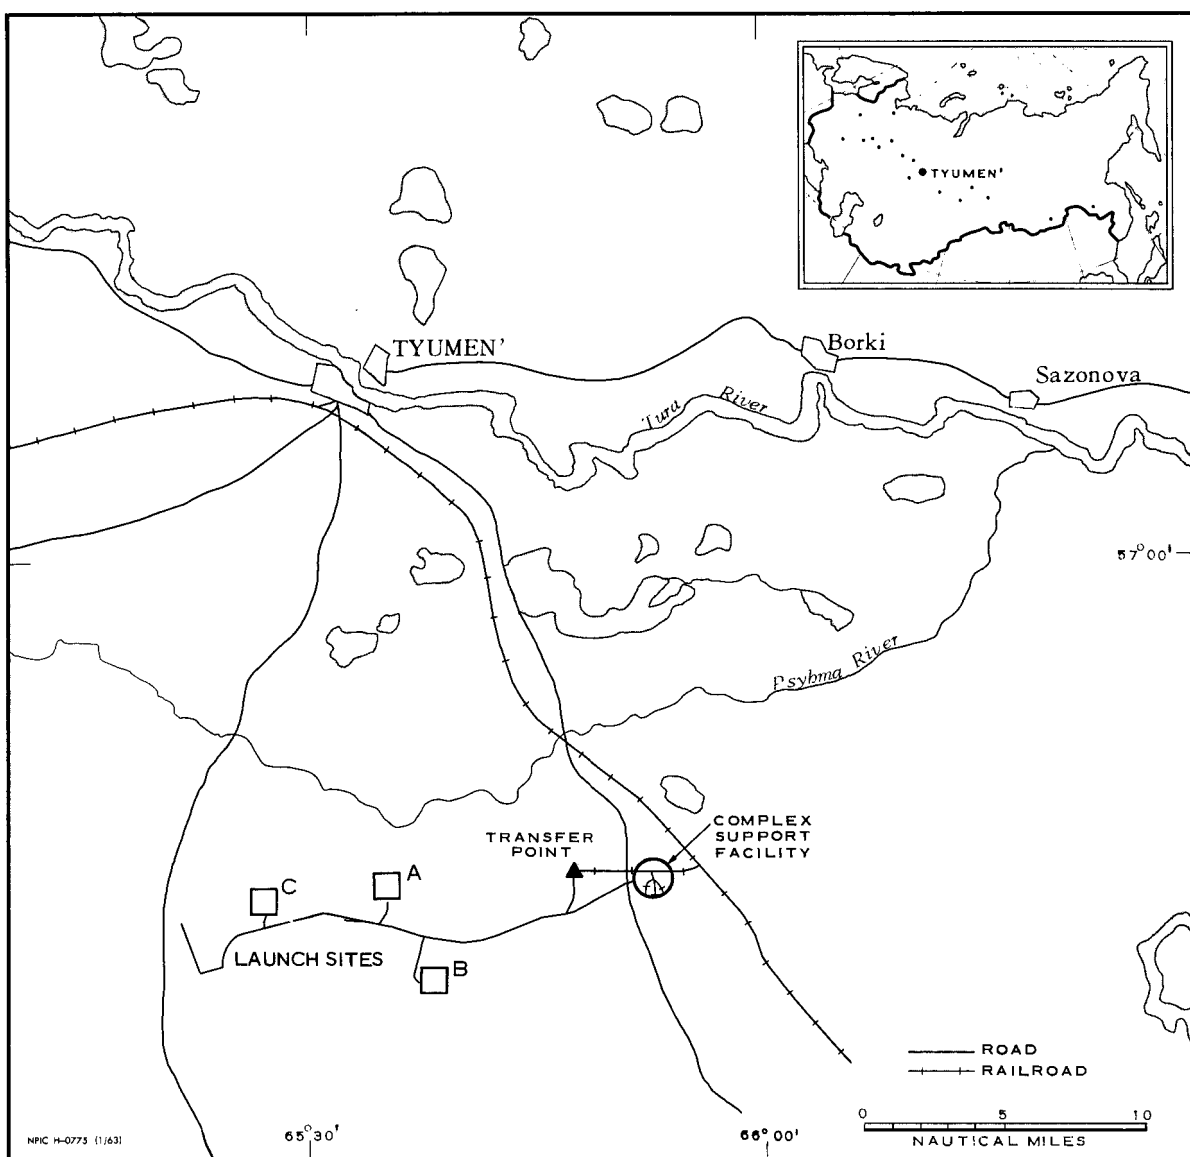 TYUMEN'
TYUMEN'
Borki
Sazonova
Tura River
57°00'
Psyhma River
COMPLEX
SUPPORT
FACILITY
TRANSFER
POINT
A
C
LAUNCH SITES
B
ROAD
RAILROAD
0 5 10
NAUTICAL MILES
NPIC H-0775 (1/63)
65°30'
66°00'